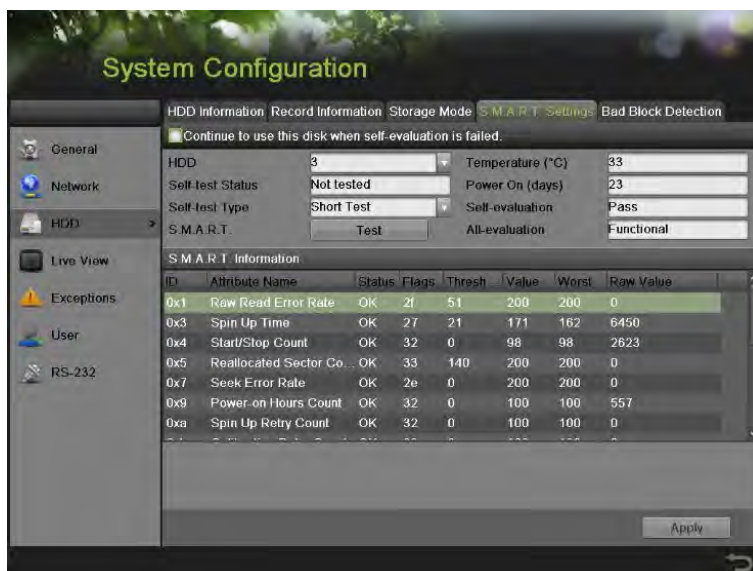 System Configuration
HDD Information Record Information Storage Mode S.M.A.R.T. Settings Bad Block Detection
Continue to use this disk when self-evaluation is failed.
General
Network
HDD
Live View
Exceptions
User
RS-232
HDD 3 Temperature (°C) 33
Self-test Status Not tested Power On (days) 23
Self-test Type Short Test Self-evaluation Pass
S.M.A.R.T. Test All-evaluation Functional
S.M.A.R.T. Information
ID Attribute Name Status Flags Thresh Value Worst Raw Value
0x1 Raw Read Error Rate OK 2f 51 200 200 0
0x3 Spin Up Time OK 27 21 171 162 6450
0x4 Start/Stop Count OK 32 0 98 98 2623
0x5 Reallocated Sector Co... OK 33 140 200 200 0
0x7 Seek Error Rate OK 2e 0 200 200 0
0x9 Power-on Hours Count OK 32 0 100 100 557
0xa Spin Up Retry Count OK 32 0 100 100 0
Apply